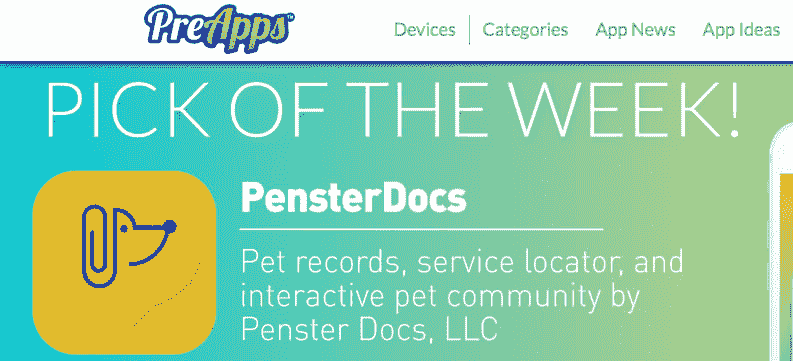 PreApps™
Devices Categories App News App Ideas
PICK OF THE WEEK!
PensterDocs
Pet records, service locator, and
interactive pet community by
Penster Docs, LLC